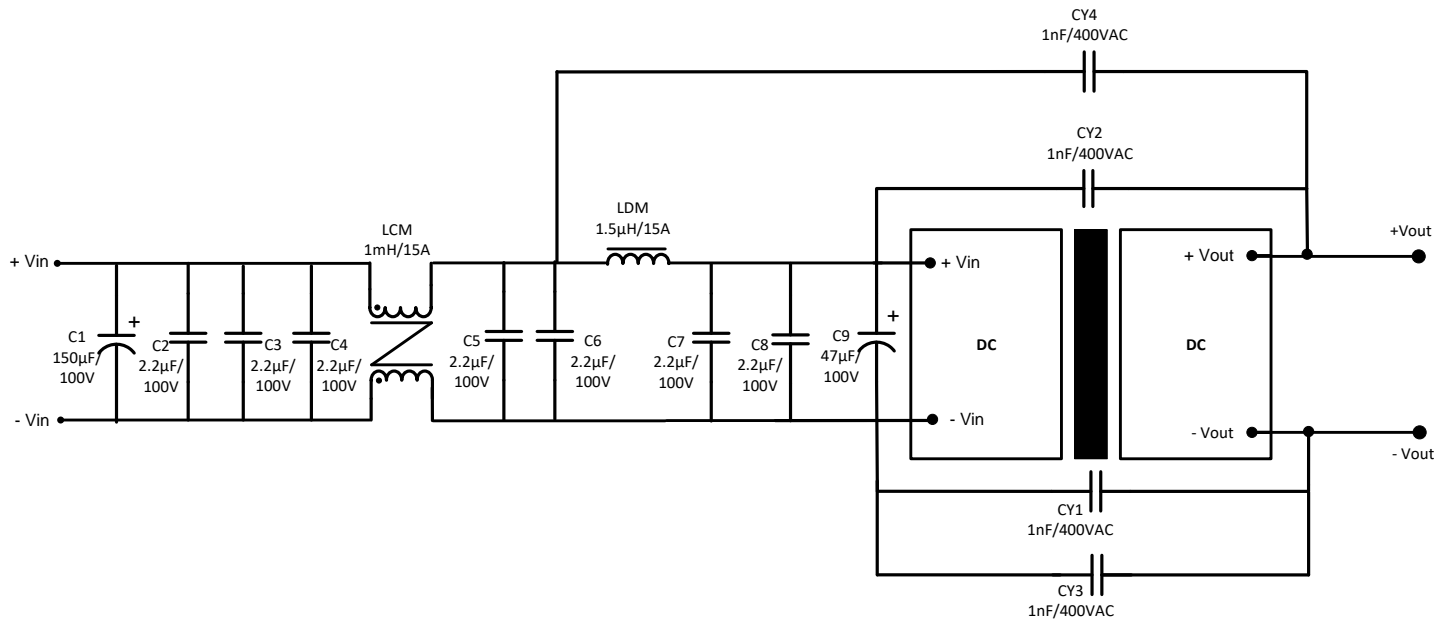 CY4
1nF/400VAC
CY2
1nF/400VAC
LCM
1mH/15A
LDM
1.5µH/15A
+Vout
+ Vin
+ Vin
+ Vout
C1
150µF/
100V
+
C2
2.2µF/
100V
C3
2.2µF/
100V
C4
2.2µF/
100V
C5
2.2µF/
100V
C6
2.2µF/
100V
C7
2.2µF/
100V
C8
2.2µF/
100V
C9
47µF/
100V
+
DC
DC
- Vin
- Vin
- Vout
- Vout
CY1
1nF/400VAC
CY3
1nF/400VAC